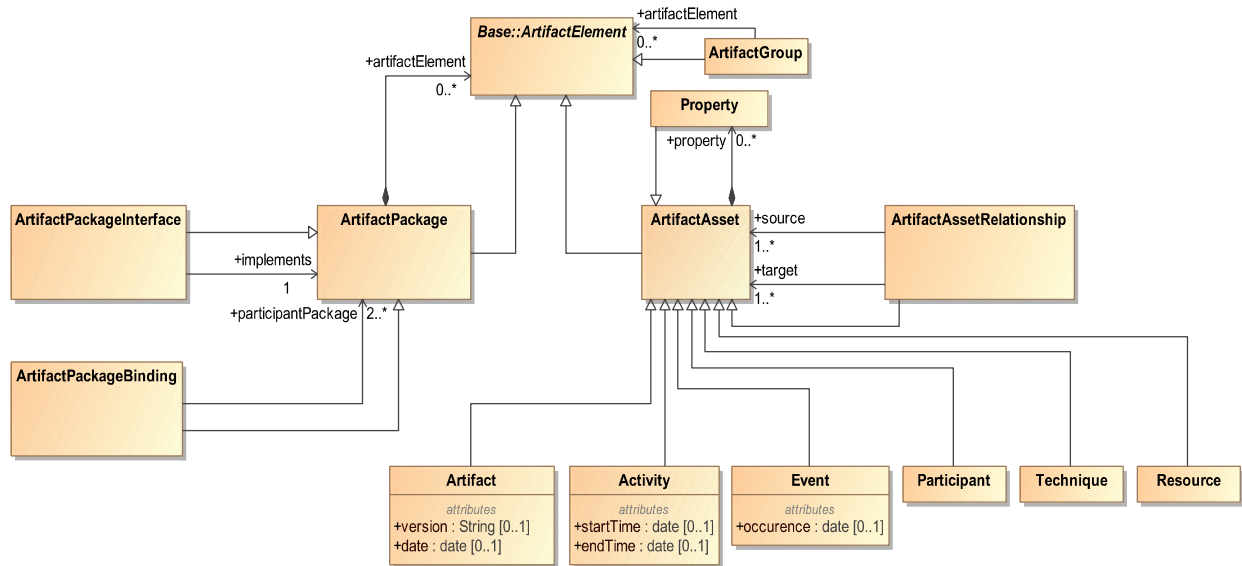 +artifactElement
Base::ArtifactElement
0..*
ArtifactGroup
+artifactElement
0..*
Property
+property
0..*
ArtifactPackageInterface
ArtifactPackage
ArtifactAsset
ArtifactAssetRelationship
+source
1..*
+implements
1
+target
1..*
+participantPackage
2..*
ArtifactPackageBinding
Artifact
attributes
+version : String [0..1]
+date : date [0..1]
Activity
attributes
+startTime : date [0..1]
+endTime : date [0..1]
Event
attributes
+occurence : date [0..1]
Participant
Technique
Resource